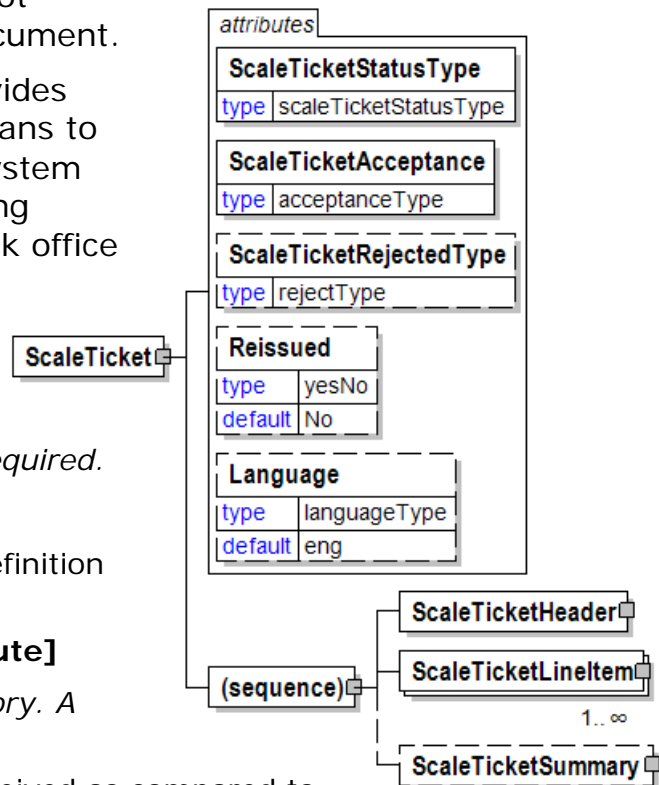 cument.
vides
ans to
ystem
ng
k office
equired.
efinition
ute]
ory. A
attributes
ScaleTicketStatusType
type scaleTicketStatusType
ScaleTicketAcceptance
type acceptanceType
ScaleTicketRejectedType
type rejectType
Reissued
type yesNo
default No
Language
type languageType
default eng
ScaleTicket
(sequence)
ScaleTicketHeader
ScaleTicketLineItem
1.. ∞
ScaleTicketSummary